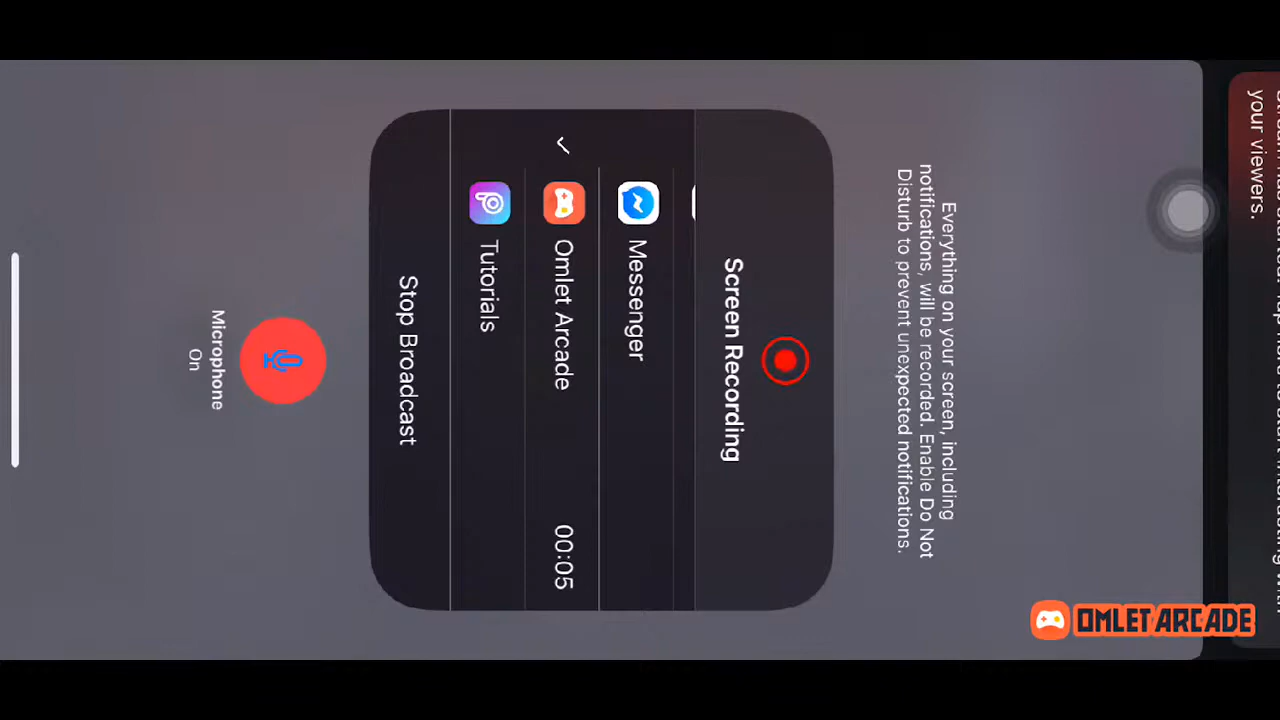 your viewers.
Everything on your screen, including
notifications, will be recorded. Enable Do Not
Disturb to prevent unexpected notifications.
Screen Recording
Messenger
Omlet Arcade 00:05
Tutorials
Stop Broadcast
Microphone
On
OMLET ARCADE